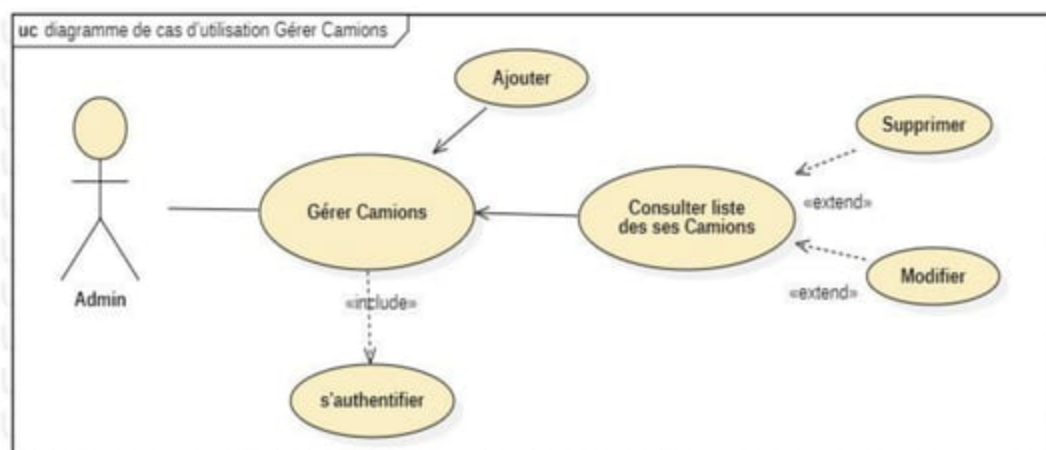 uc diagramme de cas d'utilisation Gérer Camions
Ajouter
Supprimer
Gérer Camions
Consulter liste
des ses Camions
«extend»
Admin
«include»
Modifier
«extend»
s'authentifier